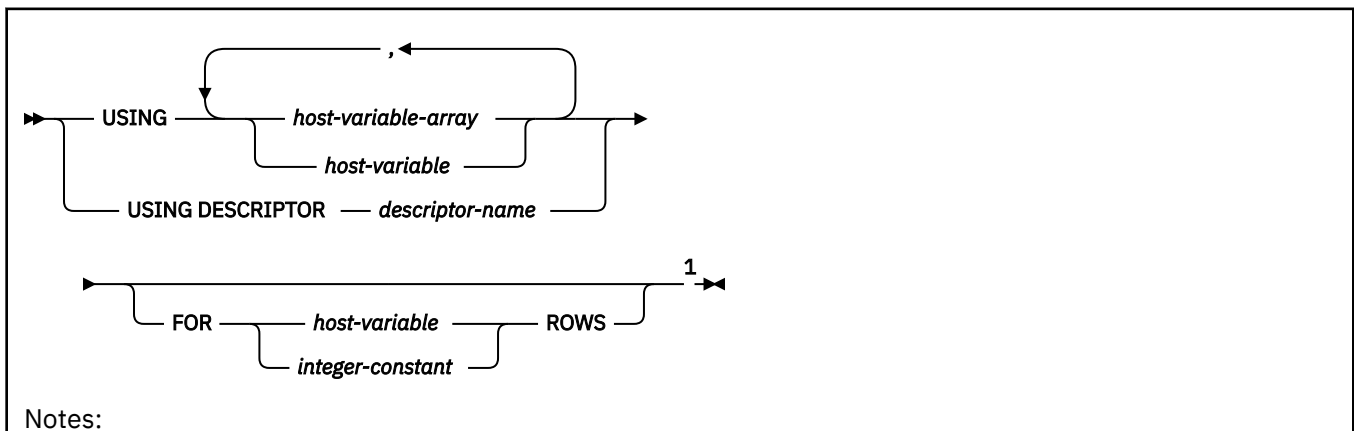 ,
USING host-variable-array
host-variable
USING DESCRIPTOR descriptor-name
1
FOR host-variable ROWS
integer-constant
Notes: